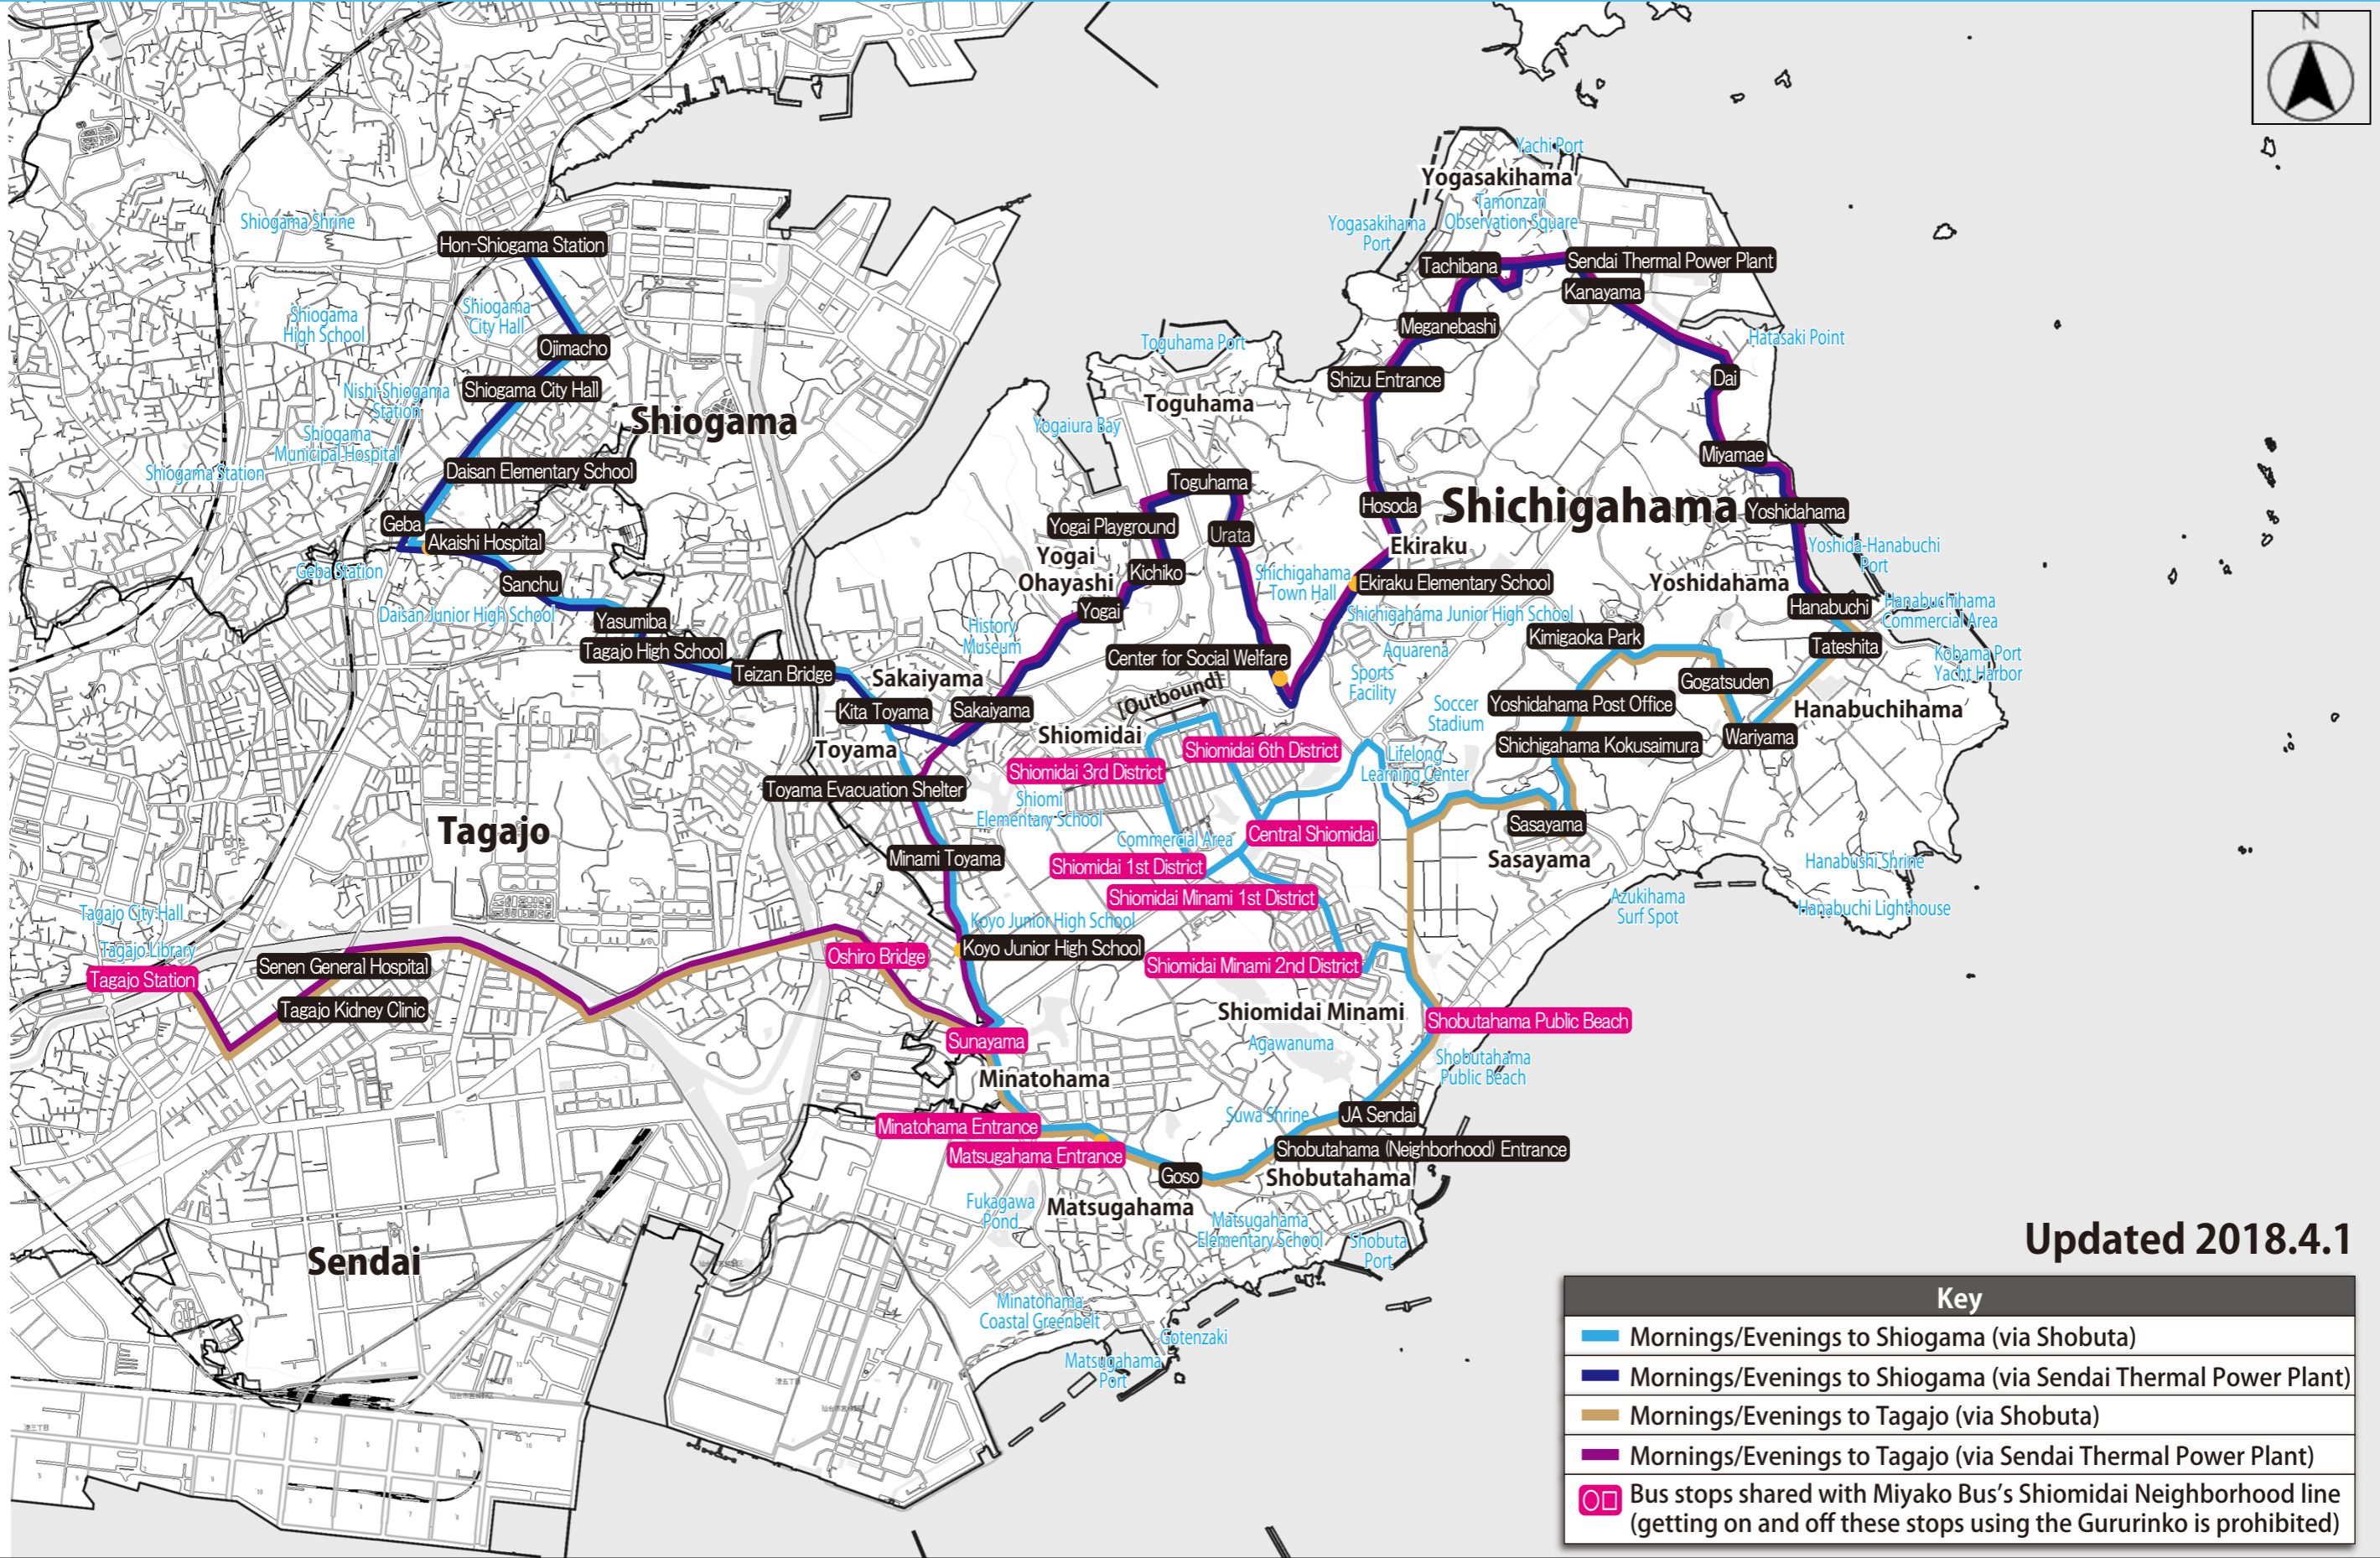 N
Yachi Port
Yogasakihama
Tamonzan
Observation Square
Yogasakihama
Port
Shiogama Shrine
Hon-Shiogama Station
Tachibana
Sendai Thermal Power Plant
Kanayama
Shiogama
High School
Shiogama
City Hall
Meganebashi
Hatasaki Point
Toguhama Port
Ojimacho
Shizu Entrance
Dai
Nishi-Shiogama
Station
Shiogama City Hall
Toguhama
Shiogama
Yogaiura Bay
Shiogama
Municipal Hospital
Miyamae
Shiogama Station
Daisan Elementary School
Toguhama
Hosoda
Shichigahama
Yoshidahama
Geba
Yogai Playground
Urata
Akaishi Hospital
Ekiraku
Yoshida-Hanabuchi
Port
Yogai
Ohayashi
Geba Station
Kichiko
Shichigahama
Town Hall
Ekiraku Elementary School
Yoshidahama
Sanchu
Yogai
Hanabuchi
Hanabuchihama
Commercial Area
Daisan Junior High School
Yasumiba
Shichigahama Junior High School
History
Museum
Kimigaoka Park
Tateshita
Tagajo High School
Center for Social Welfare
Aquarena
Kobama Port
Yacht Harbor
Teizan Bridge
Sakaiyama
Sports
Facility
Gogatsuden
[Outbound]
Kita Toyama
Sakaiyama
Soccer
Stadium
Yoshidahama Post Office
Hanabuchihama
Shiomidai
Toyama
Shiomidai 6th District
Shichigahama Kokusaimura
Wariyama
Lifelong
Learning Center
Shiomidai 3rd District
Toyama Evacuation Shelter
Shiomi
Elementary School
Tagajo
Commercial Area
Central Shiomidai
Sasayama
Minami Toyama
Shiomidai 1st District
Sasayama
Hanabushi Shrine
Shiomidai Minami 1st District
Azukihama
Surf Spot
Hanabuchi Lighthouse
Tagajo City Hall
Koyo Junior High School
Tagajo Library
Koyo Junior High School
Oshiro Bridge
Senen General Hospital
Shiomidai Minami 2nd District
Tagajo Station
Tagajo Kidney Clinic
Shiomidai Minami
Shobutahama Public Beach
Sunayama
Agawanuma
Shobutahama
Public Beach
Minatohama
Suwa Shrine
JA Sendai
Minatohama Entrance
Matsugahama Entrance
Shobutahama (Neighborhood) Entrance
Goso
Shobutahama
Fukagawa
Pond
Matsugahama
Matsugahama
Elementary School
Shobuta
Port
Sendai
Minatohama
Coastal Greenbelt
Gotenzaki
Matsugahama
Port
Updated 2018.4.1
Key
Mornings/Evenings to Shiogama (via Shobuta)
Mornings/Evenings to Shiogama (via Sendai Thermal Power Plant)
Mornings/Evenings to Tagajo (via Shobuta)
Mornings/Evenings to Tagajo (via Sendai Thermal Power Plant)
Bus stops shared with Miyako Bus's Shiomidai Neighborhood line
(getting on and off these stops using the Gururinko is prohibited)